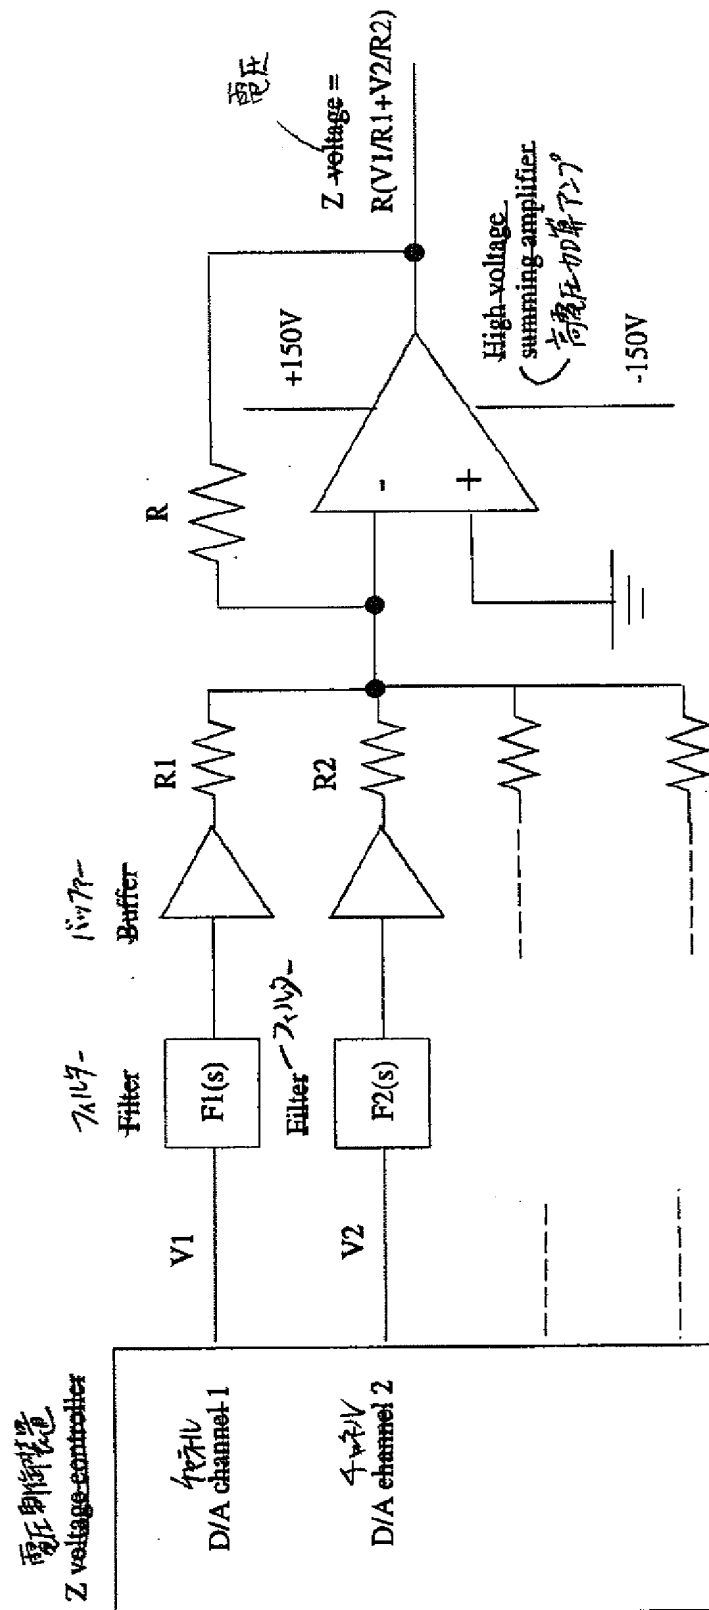 電圧制御装置
Z voltage controller
チャネル
D/A channel 1
チャネル
D/A channel 2
V1
V2
フィルター
Filter
F1(s)
Filter
フィルター
F2(s)
バッファー
Buffer
R1
R2
R
-
+
+150V
-150V
High voltage
summing amplifier
高電圧加算アンプ
電圧
Z voltage =
R(V1/R1+V2/R2)